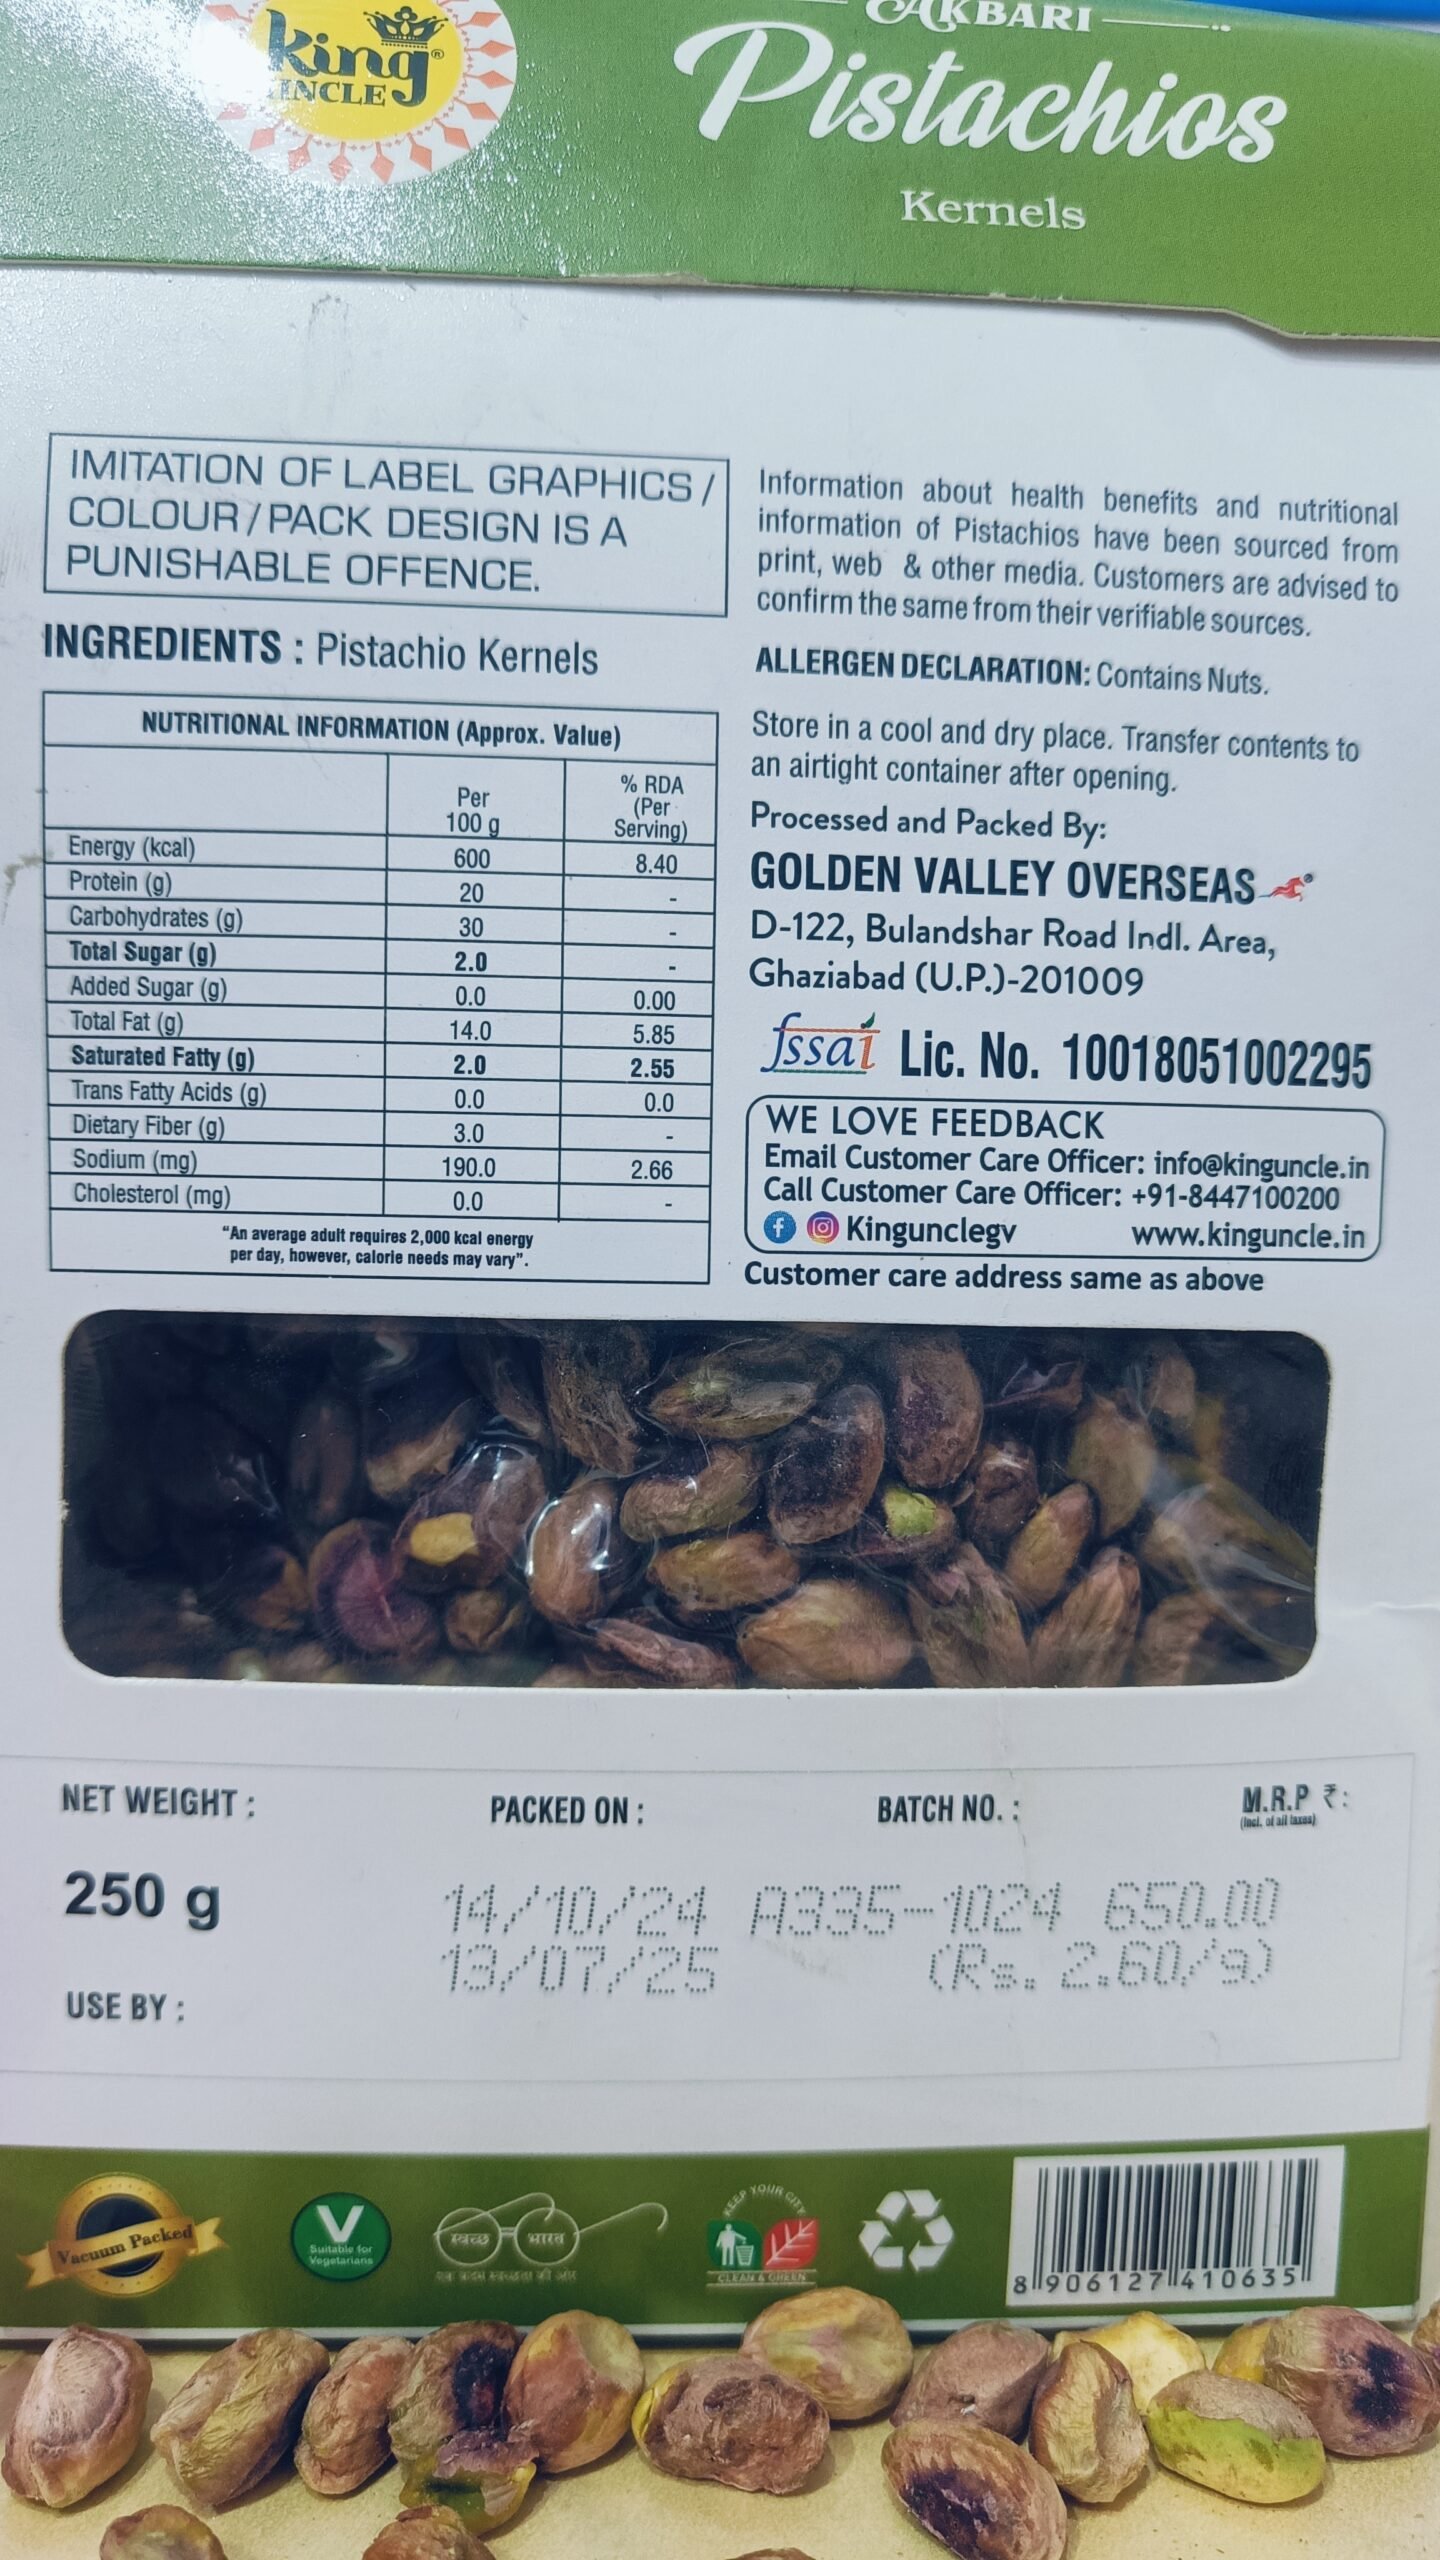 king®
UNCLE
AKBARI
Pistachios
Kernels
IMITATION OF LABEL GRAPHICS /
COLOUR / PACK DESIGN IS A
PUNISHABLE OFFENCE.
INGREDIENTS : Pistachio Kernels
NUTRITIONAL INFORMATION (Approx. Value)
Per 100 g % RDA (Per Serving)
Energy (kcal) 600 8.40
Protein (g) 20 -
Carbohydrates (g) 30 -
Total Sugar (g) 2.0 -
Added Sugar (g) 0.0 0.00
Total Fat (g) 14.0 5.85
Saturated Fatty (g) 2.0 2.55
Trans Fatty Acids (g) 0.0 0.0
Dietary Fiber (g) 3.0 -
Sodium (mg) 190.0 2.66
Cholesterol (mg) 0.0 -
"An average adult requires 2,000 kcal energy
per day, however, calorie needs may vary".
Information about health benefits and nutritional
information of Pistachios have been sourced from
print, web & other media. Customers are advised to
confirm the same from their verifiable sources.
ALLERGEN DECLARATION: Contains Nuts.
Store in a cool and dry place. Transfer contents to
an airtight container after opening.
Processed and Packed By:
GOLDEN VALLEY OVERSEAS
D-122, Bulandshar Road Indl. Area,
Ghaziabad (U.P.)-201009
fssai Lic. No. 10018051002295
WE LOVE FEEDBACK
Email Customer Care Officer: info@kinguncle.in
Call Customer Care Officer: +91-8447100200
Kingunclegv www.kinguncle.in
Customer care address same as above
NET WEIGHT : PACKED ON : BATCH NO. : M.R.P ₹:
(Incl. of all taxes)
250 g 14/10/24 A335-1024 650.00
13/07/25 (Rs. 2.60/g)
USE BY :
Vacuum Packed
V
Suitable for
Vegetarians
स्वच्छ भारत
एक कदम स्वच्छता की ओर
KEEP YOUR CITY
CLEAN & GREEN
8 906127 410635